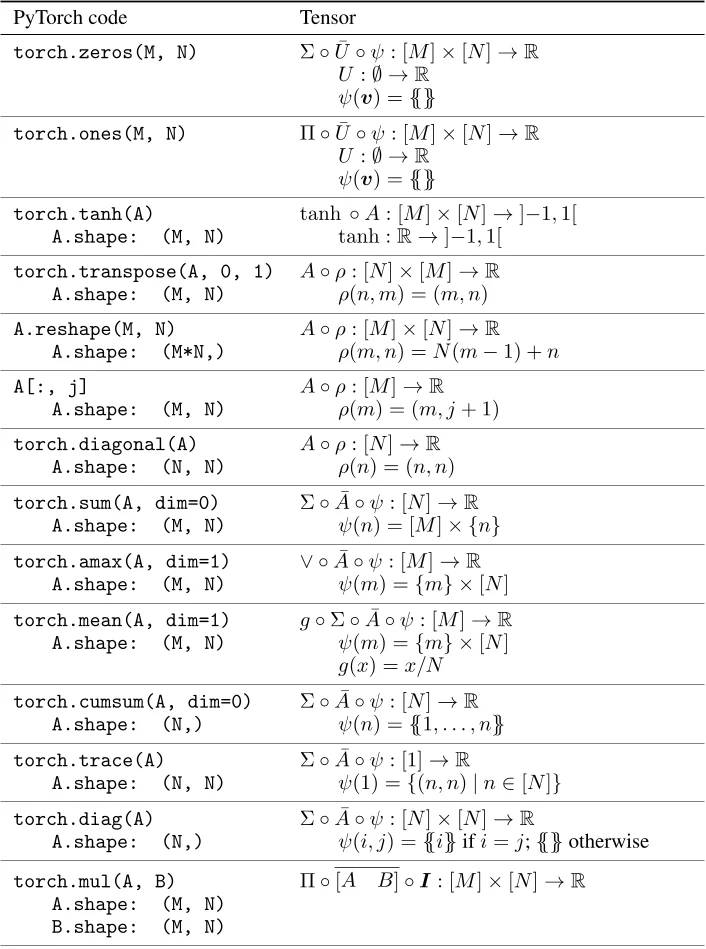 PyTorch code Tensor
torch.zeros(M, N) Σ ∘ Ū ∘ ψ : [M] × [N] → ℝ
U : ∅ → ℝ
ψ(𝒗) = {{}}
torch.ones(M, N) Π ∘ Ū ∘ ψ : [M] × [N] → ℝ
U : ∅ → ℝ
ψ(𝒗) = {{}}
torch.tanh(A) tanh ∘ A : [M] × [N] → ]−1, 1[
A.shape: (M, N) tanh : ℝ → ]−1, 1[
torch.transpose(A, 0, 1) A ∘ ρ : [N] × [M] → ℝ
A.shape: (M, N) ρ(n, m) = (m, n)
A.reshape(M, N) A ∘ ρ : [M] × [N] → ℝ
A.shape: (M*N,) ρ(m, n) = N(m − 1) + n
A[:, j] A ∘ ρ : [M] → ℝ
A.shape: (M, N) ρ(m) = (m, j + 1)
torch.diagonal(A) A ∘ ρ : [N] → ℝ
A.shape: (N, N) ρ(n) = (n, n)
torch.sum(A, dim=0) Σ ∘ Ā ∘ ψ : [N] → ℝ
A.shape: (M, N) ψ(n) = [M] × {n}
torch.amax(A, dim=1) ∨ ∘ Ā ∘ ψ : [M] → ℝ
A.shape: (M, N) ψ(m) = {m} × [N]
torch.mean(A, dim=1) g ∘ Σ ∘ Ā ∘ ψ : [M] → ℝ
A.shape: (M, N) ψ(m) = {m} × [N]
g(x) = x/N
torch.cumsum(A, dim=0) Σ ∘ Ā ∘ ψ : [N] → ℝ
A.shape: (N,) ψ(n) = {{1, . . . , n}}
torch.trace(A) Σ ∘ Ā ∘ ψ : [1] → ℝ
A.shape: (N, N) ψ(1) = {(n, n) | n ∈ [N]}
torch.diag(A) Σ ∘ Ā ∘ ψ : [N] × [N] → ℝ
A.shape: (N,) ψ(i, j) = {{i}} if i = j; {{}} otherwise
torch.mul(A, B) Π ∘ [A̅ ̅ ̅B̅] ∘ 𝑰 : [M] × [N] → ℝ
A.shape: (M, N)
B.shape: (M, N)